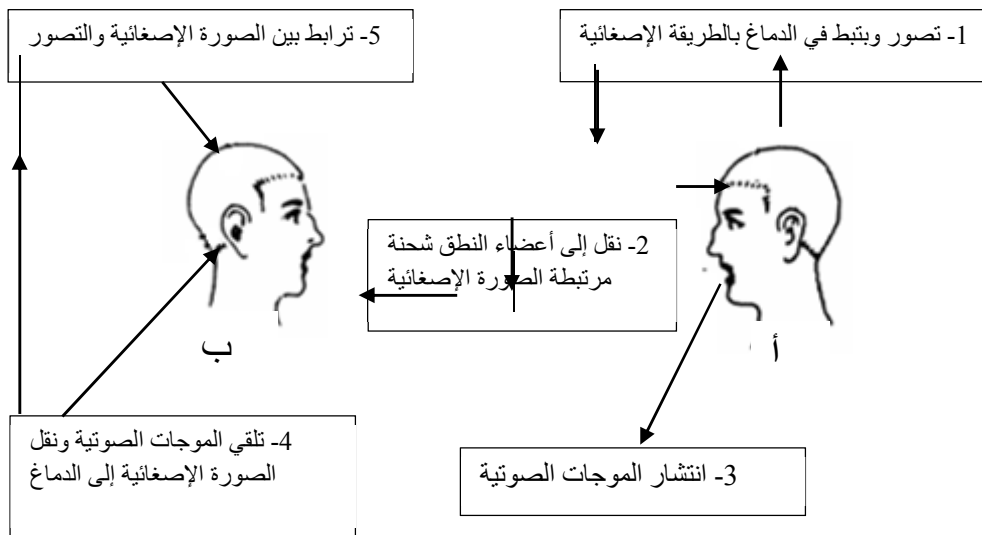 1- تصور وبتبط في الدماغ بالطريقة الإصغائية
5- ترابط بين الصورة الإصغائية والتصور
2- نقل إلى أعضاء النطق شحنة
مرتبطة الصورة الإصغائية
أ
ب
3- انتشار الموجات الصوتية
4- تلقي الموجات الصوتية ونقل
الصورة الإصغائية إلى الدماغ